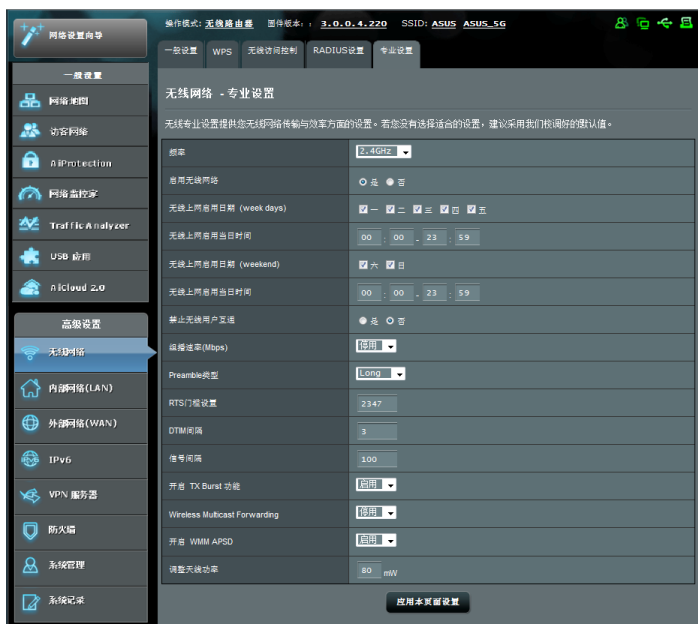 网络设置向导
操作模式: 无线路由器 固件版本: : 3.0.0.4.220 SSID: ASUS ASUS_5G
一般设置 WPS 无线访问控制 RADIUS设置 专业设置
一般设置
网络地图
访客网络
AiProtection
网络监控家
Traffic Analyzer
USB 应用
AiCloud 2.0
高级设置
无线网络
内部网络(LAN)
外部网络(WAN)
IPv6
VPN 服务器
防火墙
系统管理
系统记录
无线网络 - 专业设置
无线专业设置提供您无线网络传输与效率方面的设置。若您没有选择适合的设置，建议采用我们校调好的默认值。
频率 2.4GHz
启用无线网络 是 否
无线上网启用日期 (week days) 一 二 三 四 五
无线上网启用当日时间 00 : 00 - 23 : 59
无线上网启用日期 (weekend) 六 日
无线上网启用当日时间 00 : 00 - 23 : 59
禁止无线用户互通 是 否
组播速率(Mbps) 停用
Preamble类型 Long
RTS门槛设置 2347
DTIM间隔 3
信号间隔 100
开启 TX Burst 功能 启用
Wireless Multicast Forwarding 停用
开启 WMM APSD 启用
调整无线功率 80 mW
应用本页面设置